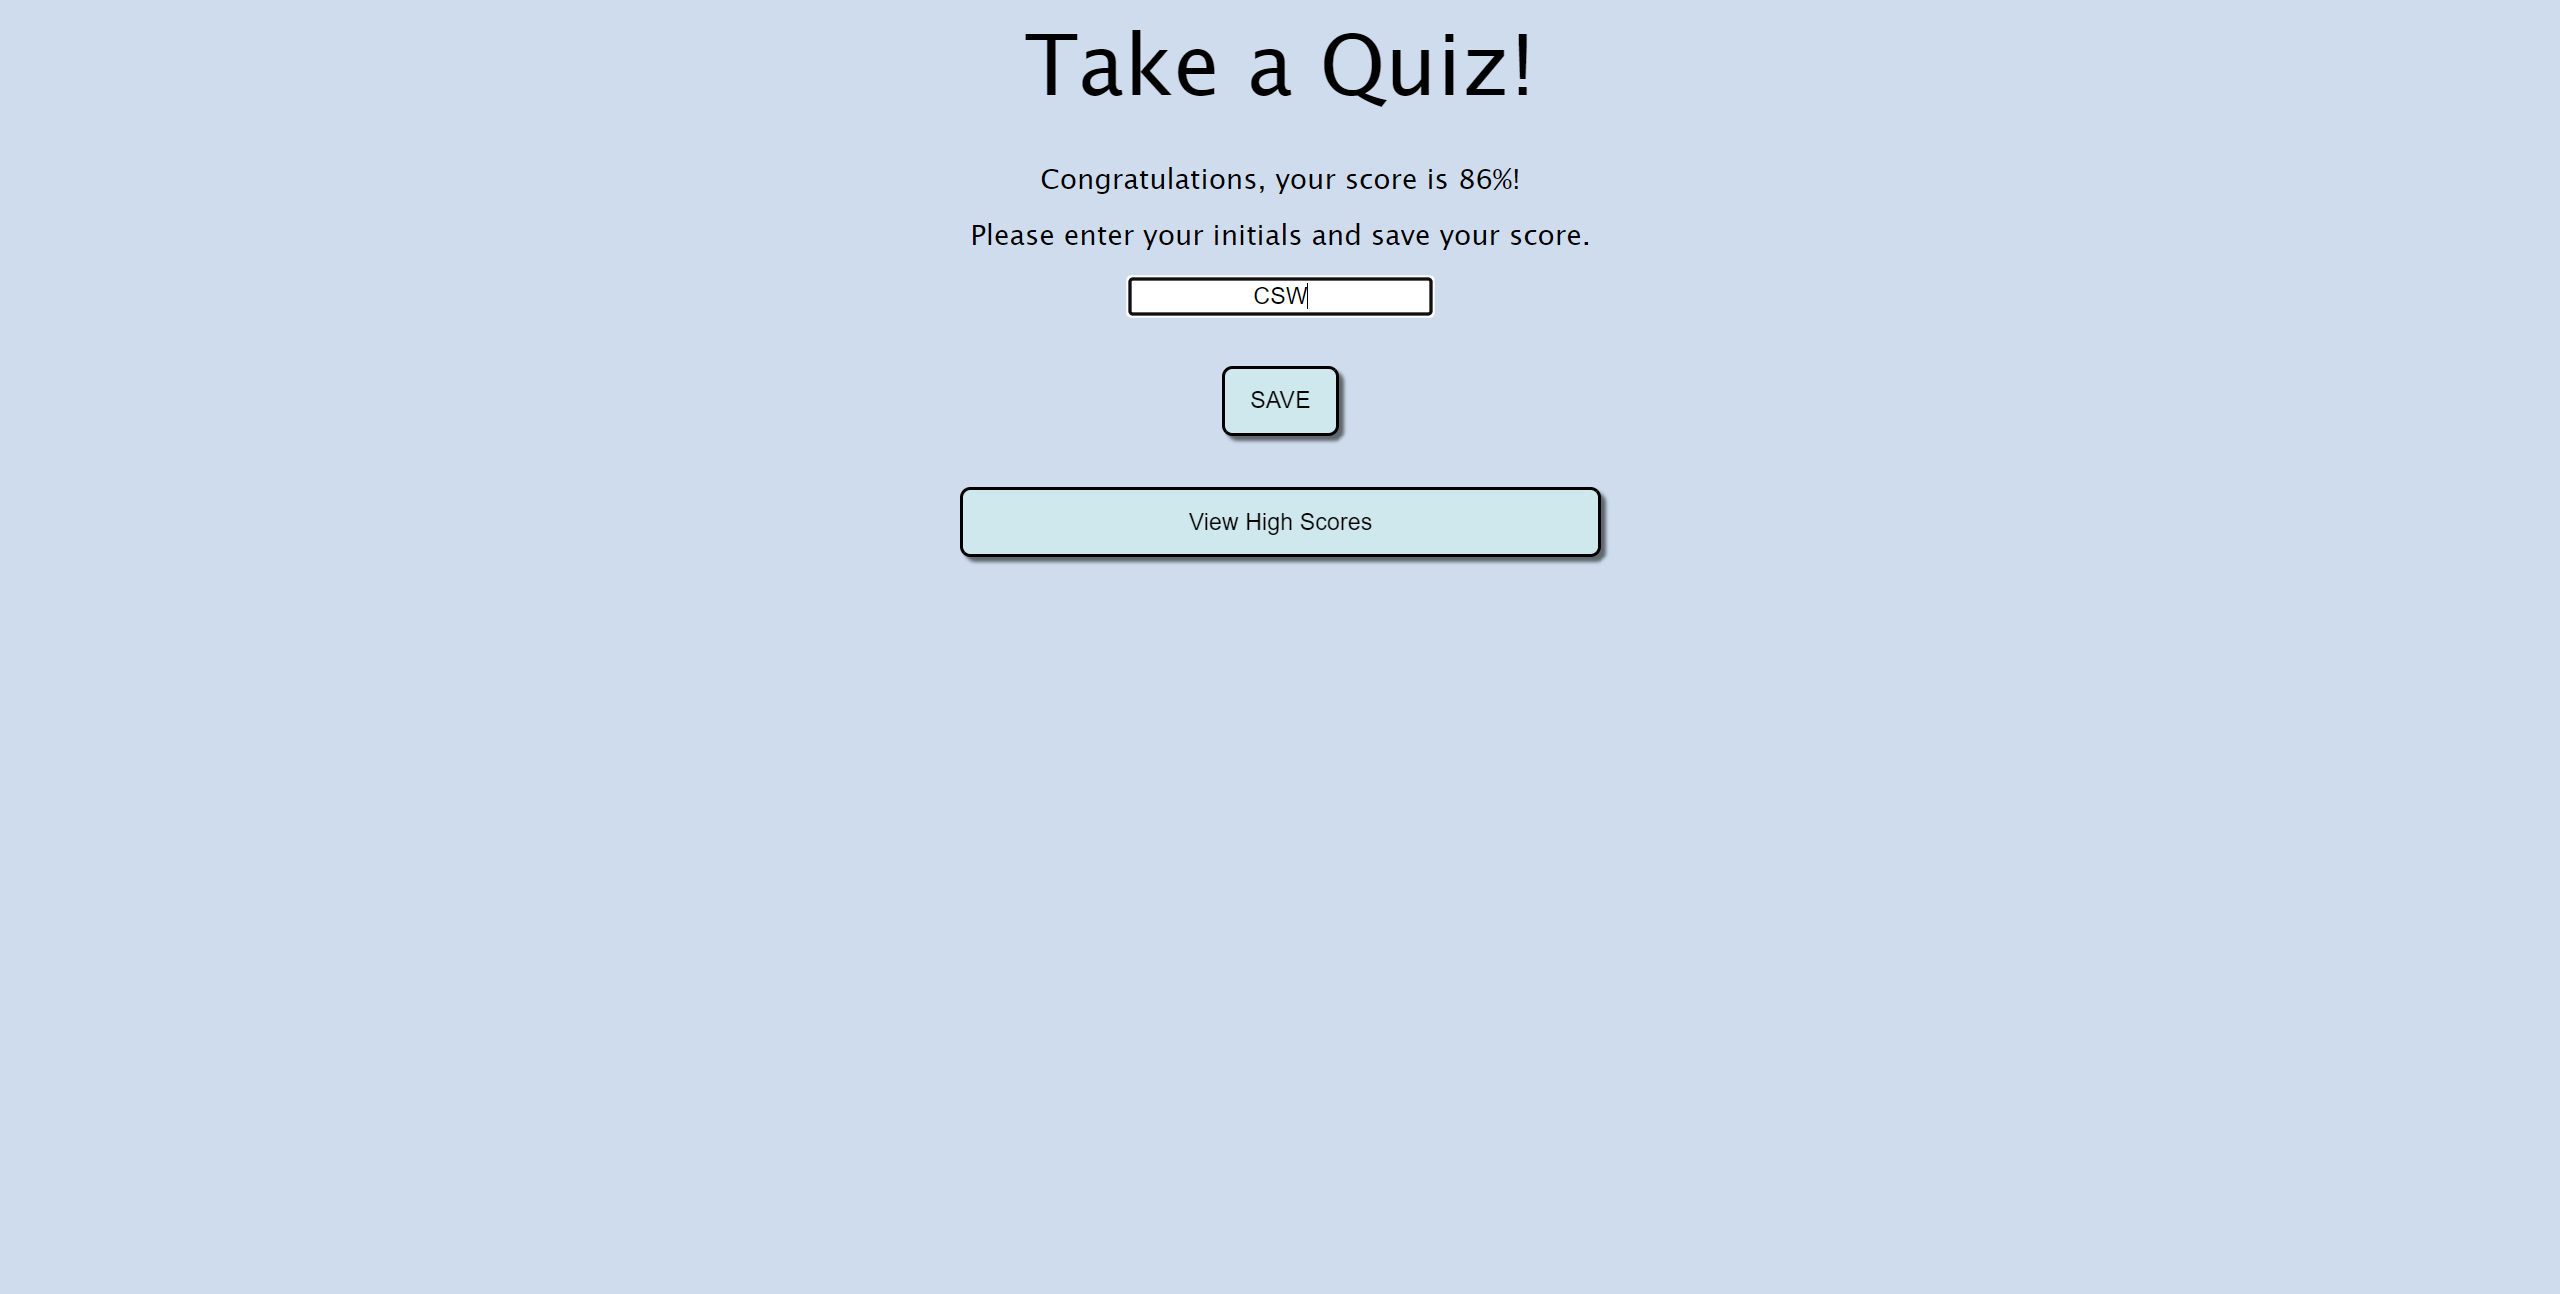 Take a Quiz!
Congratulations, your score is 86%!
Please enter your initials and save your score.
CSW
SAVE
View High Scores